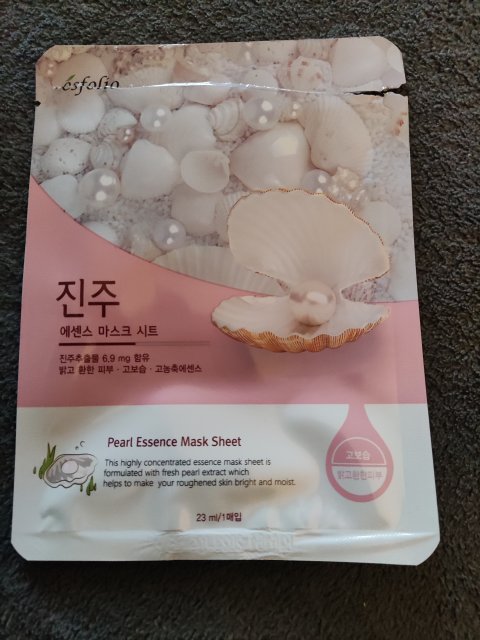 esfolio
진주
에센스 마스크 시트
진주추출물 6.9 mg 함유
맑고 환한 피부 · 고보습 · 고농축에센스
Pearl Essence Mask Sheet
This highly concentrated essence mask sheet is
formulated with fresh pearl extract which
helps to make your roughened skin bright and moist.
고보습
맑고환한피부
23 ml/1매입